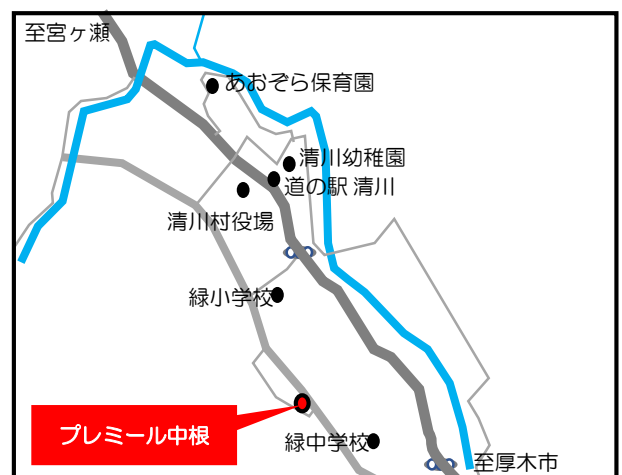 至宮ヶ瀬
あおぞら保育園
清川幼稚園
道の駅 清川
清川村役場
緑小学校
プレミール中根
緑中学校
至厚木市